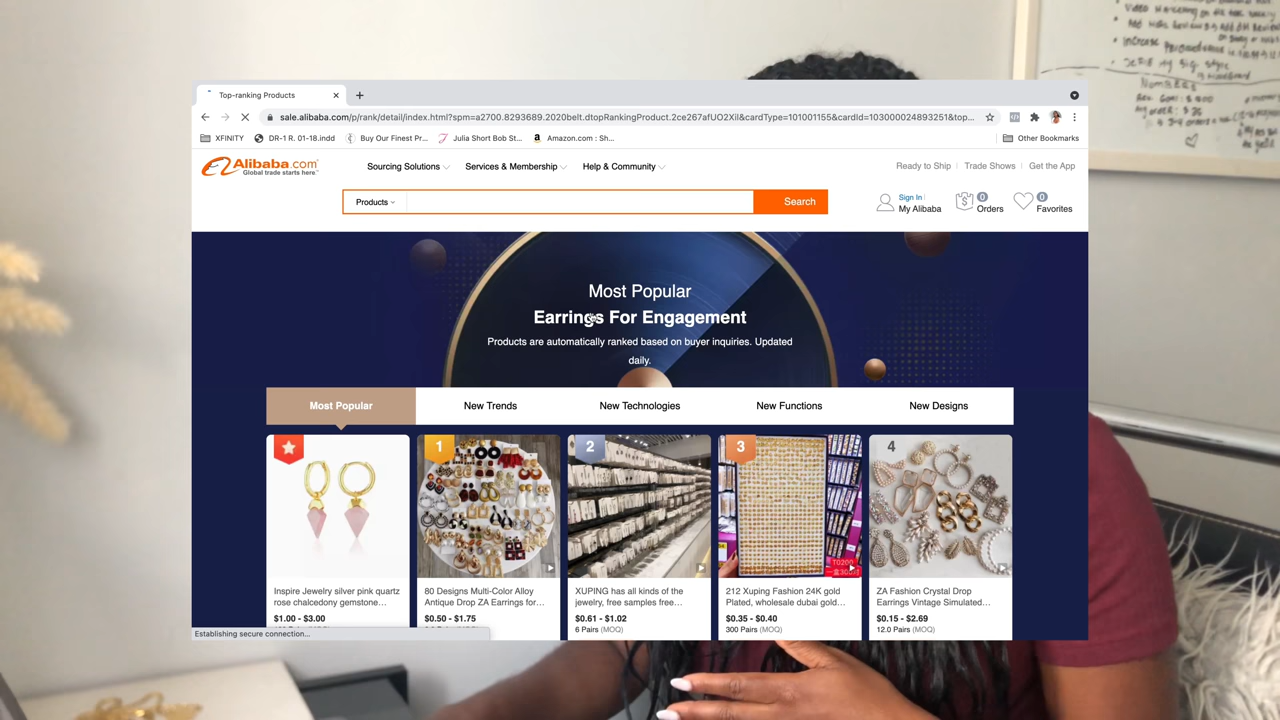 Video Marketing on
Increase
Top-ranking Products
sale.alibaba.com/p/rank/detail/index.html?spm=a2700.8293689.2020belt.dtopRankingProduct.2ce267afUO2Xil&cardType=101001155&cardId=103000024893251&top...
XFINITY
DR-1 R. 01-18.indd
Buy Our Finest Pr...
Julia Short Bob St...
Amazon.com : Sh...
Other Bookmarks
Alibaba.com
Global trade starts here.™
Sourcing Solutions
Services & Membership
Help & Community
Ready to Ship
Trade Shows
Get the App
Products
Search
Sign In
My Alibaba
0
Orders
0
Favorites
Most Popular
Earrings For Engagement
Products are automatically ranked based on buyer inquiries. Updated
daily.
Most Popular
New Trends
New Technologies
New Functions
New Designs
1
2
3
4
T0200
Inspire Jewelry silver pink quartz
rose chalcedony gemstone...
$1.00 - $3.00
80 Designs Multi-Color Alloy
Antique Drop ZA Earrings for...
$0.50 - $1.75
XUPING has all kinds of the
jewelry, free samples free...
$0.61 - $1.02
6 Pairs (MOQ)
212 Xuping Fashion 24K gold
Plated, wholesale dubai gold...
$0.35 - $0.40
300 Pairs (MOQ)
ZA Fashion Crystal Drop
Earrings Vintage Simulated...
$0.15 - $2.69
12.0 Pairs (MOQ)
Establishing secure connection...